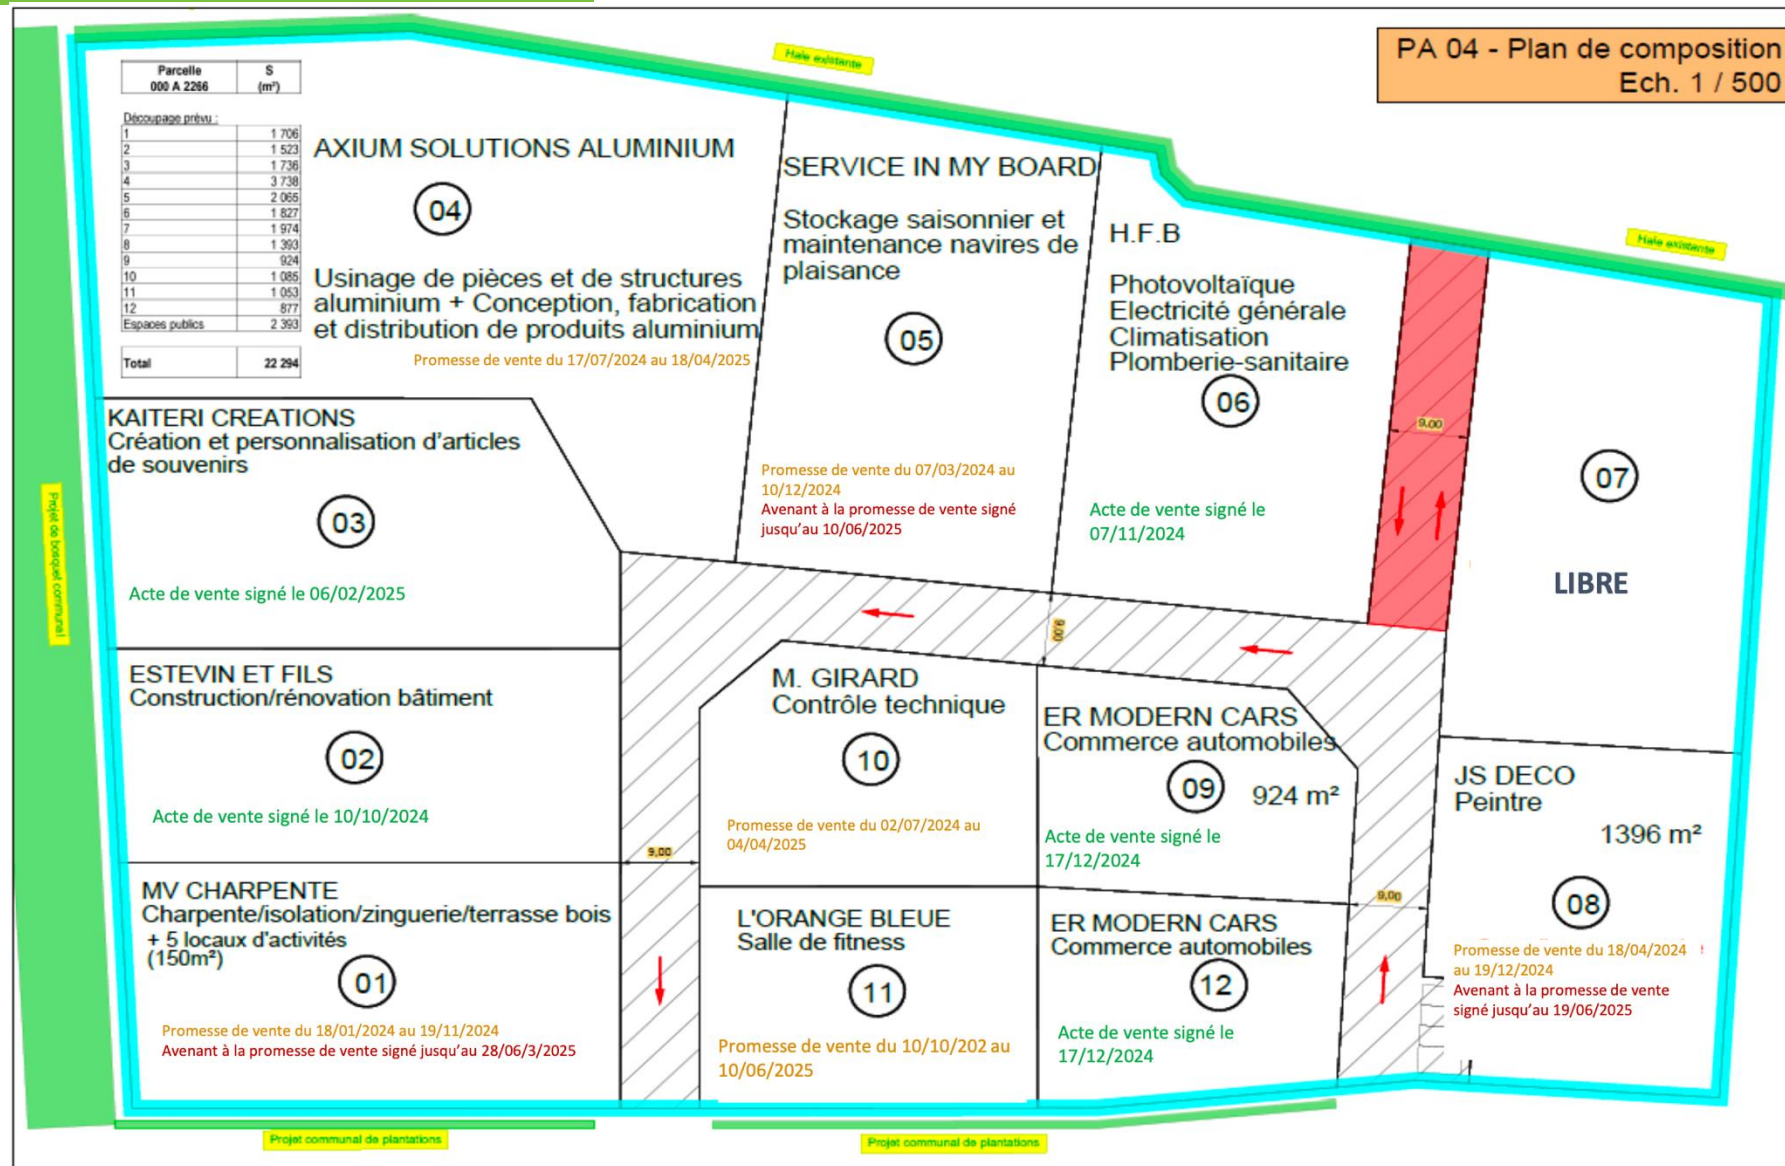 PA 04 - Plan de composition
Ech. 1 / 500
Haie existante
Haie existante
Parcelle
000 A 2266
S
(m²)
Découpage prévu :
1 1 706
2 1 523
3 1 736
4 3 738
5 2 065
6 1 827
7 1 974
8 1 393
9 924
10 1 085
11 1 053
12 877
Espaces publics 2 393
Total 22 294
AXIUM SOLUTIONS ALUMINIUM
04
Usinage de pièces et de structures
aluminium + Conception, fabrication
et distribution de produits aluminium
Promesse de vente du 17/07/2024 au 18/04/2025
SERVICE IN MY BOARD
Stockage saisonnier et
maintenance navires de
plaisance
05
Promesse de vente du 07/03/2024 au
10/12/2024
Avenant à la promesse de vente signé
jusqu'au 10/06/2025
H.F.B
Photovoltaïque
Electricité générale
Climatisation
Plomberie-sanitaire
06
Acte de vente signé le
07/11/2024
9,00
07
LIBRE
KAITERI CREATIONS
Création et personnalisation d'articles
de souvenirs
03
Acte de vente signé le 06/02/2025
Projet de bosquet communal
ESTEVIN ET FILS
Construction/rénovation bâtiment
02
Acte de vente signé le 10/10/2024
9,00
M. GIRARD
Contrôle technique
10
Promesse de vente du 02/07/2024 au
04/04/2025
ER MODERN CARS
Commerce automobiles
09
924 m²
Acte de vente signé le
17/12/2024
JS DECO
Peintre
1396 m²
08
Promesse de vente du 18/04/2024
au 19/12/2024
Avenant à la promesse de vente
signé jusqu'au 19/06/2025
9,00
9,00
MV CHARPENTE
Charpente/isolation/zinguerie/terrasse bois
+ 5 locaux d'activités
(150m²)
01
Promesse de vente du 18/01/2024 au 19/11/2024
Avenant à la promesse de vente signé jusqu'au 28/06/3/2025
L'ORANGE BLEUE
Salle de fitness
11
Promesse de vente du 10/10/202 au
10/06/2025
ER MODERN CARS
Commerce automobiles
12
Acte de vente signé le
17/12/2024
Projet communal de plantations
Projet communal de plantations